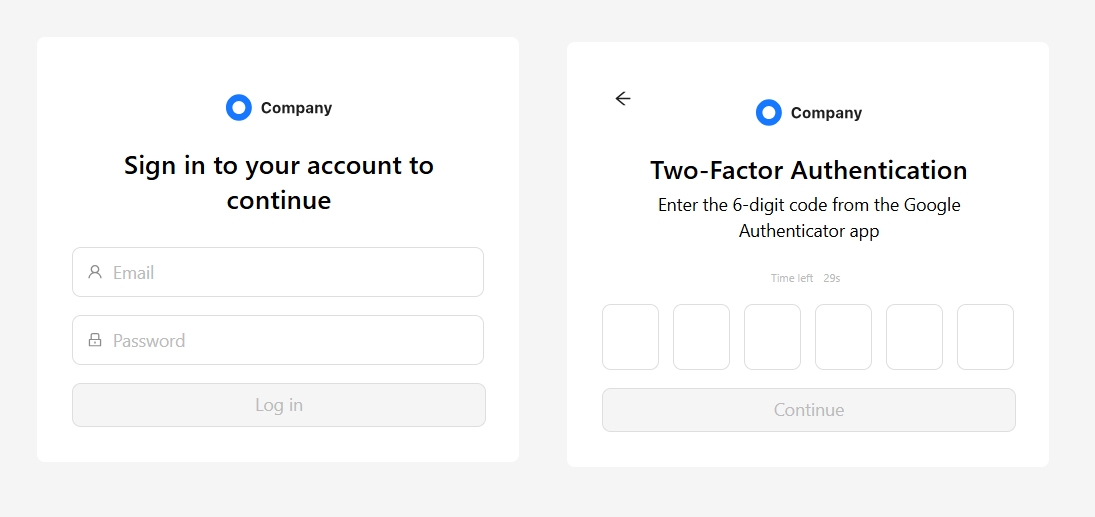 Company
Sign in to your account to
continue
Email
Password
Log in
Company
Two-Factor Authentication
Enter the 6-digit code from the Google
Authenticator app
Time left 29s
Continue